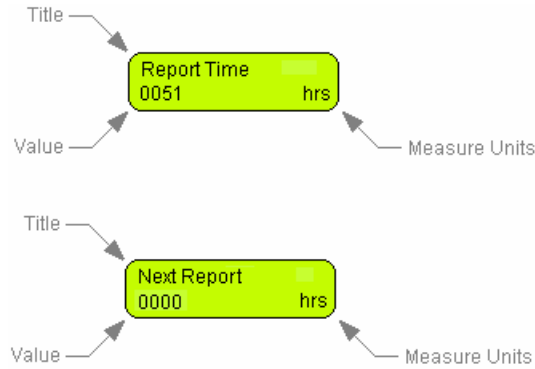 Title
Report Time
0051 hrs
Value
Measure Units
Title
Next Report
0000 hrs
Value
Measure Units